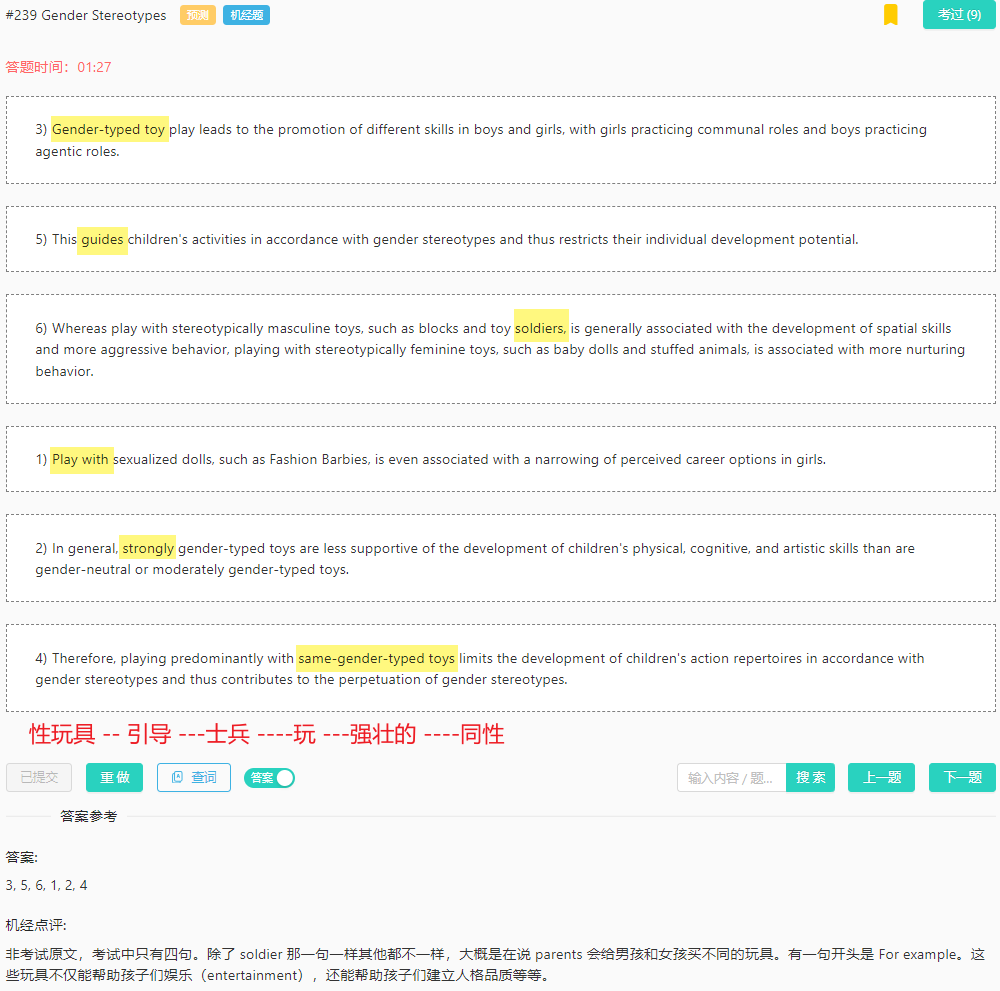 #239 Gender Stereotypes 预测 机经题 考过 (9)
答题时间：01:27
3) Gender-typed toy play leads to the promotion of different skills in boys and girls, with girls practicing communal roles and boys practicing
agentic roles.
5) This guides children's activities in accordance with gender stereotypes and thus restricts their individual development potential.
6) Whereas play with stereotypically masculine toys, such as blocks and toy soldiers, is generally associated with the development of spatial skills
and more aggressive behavior, playing with stereotypically feminine toys, such as baby dolls and stuffed animals, is associated with more nurturing
behavior.
1) Play with sexualized dolls, such as Fashion Barbies, is even associated with a narrowing of perceived career options in girls.
2) In general, strongly gender-typed toys are less supportive of the development of children's physical, cognitive, and artistic skills than are
gender-neutral or moderately gender-typed toys.
4) Therefore, playing predominantly with same-gender-typed toys limits the development of children's action repertoires in accordance with
gender stereotypes and thus contributes to the perpetuation of gender stereotypes.
性玩具 -- 引导 ---士兵 ----玩 ---强壮的 ----同性
已提交 重做 查词 答案 输入内容 / 题... 搜索 上一题 下一题
答案参考
答案:
3, 5, 6, 1, 2, 4
机经点评:
非考试原文，考试中只有四句。除了 soldier 那一句一样其他都不一样，大概是在说 parents 会给男孩和女孩买不同的玩具。有一句开头是 For example。这
些玩具不仅能帮助孩子们娱乐（entertainment），还能帮助孩子们建立人格品质等等。